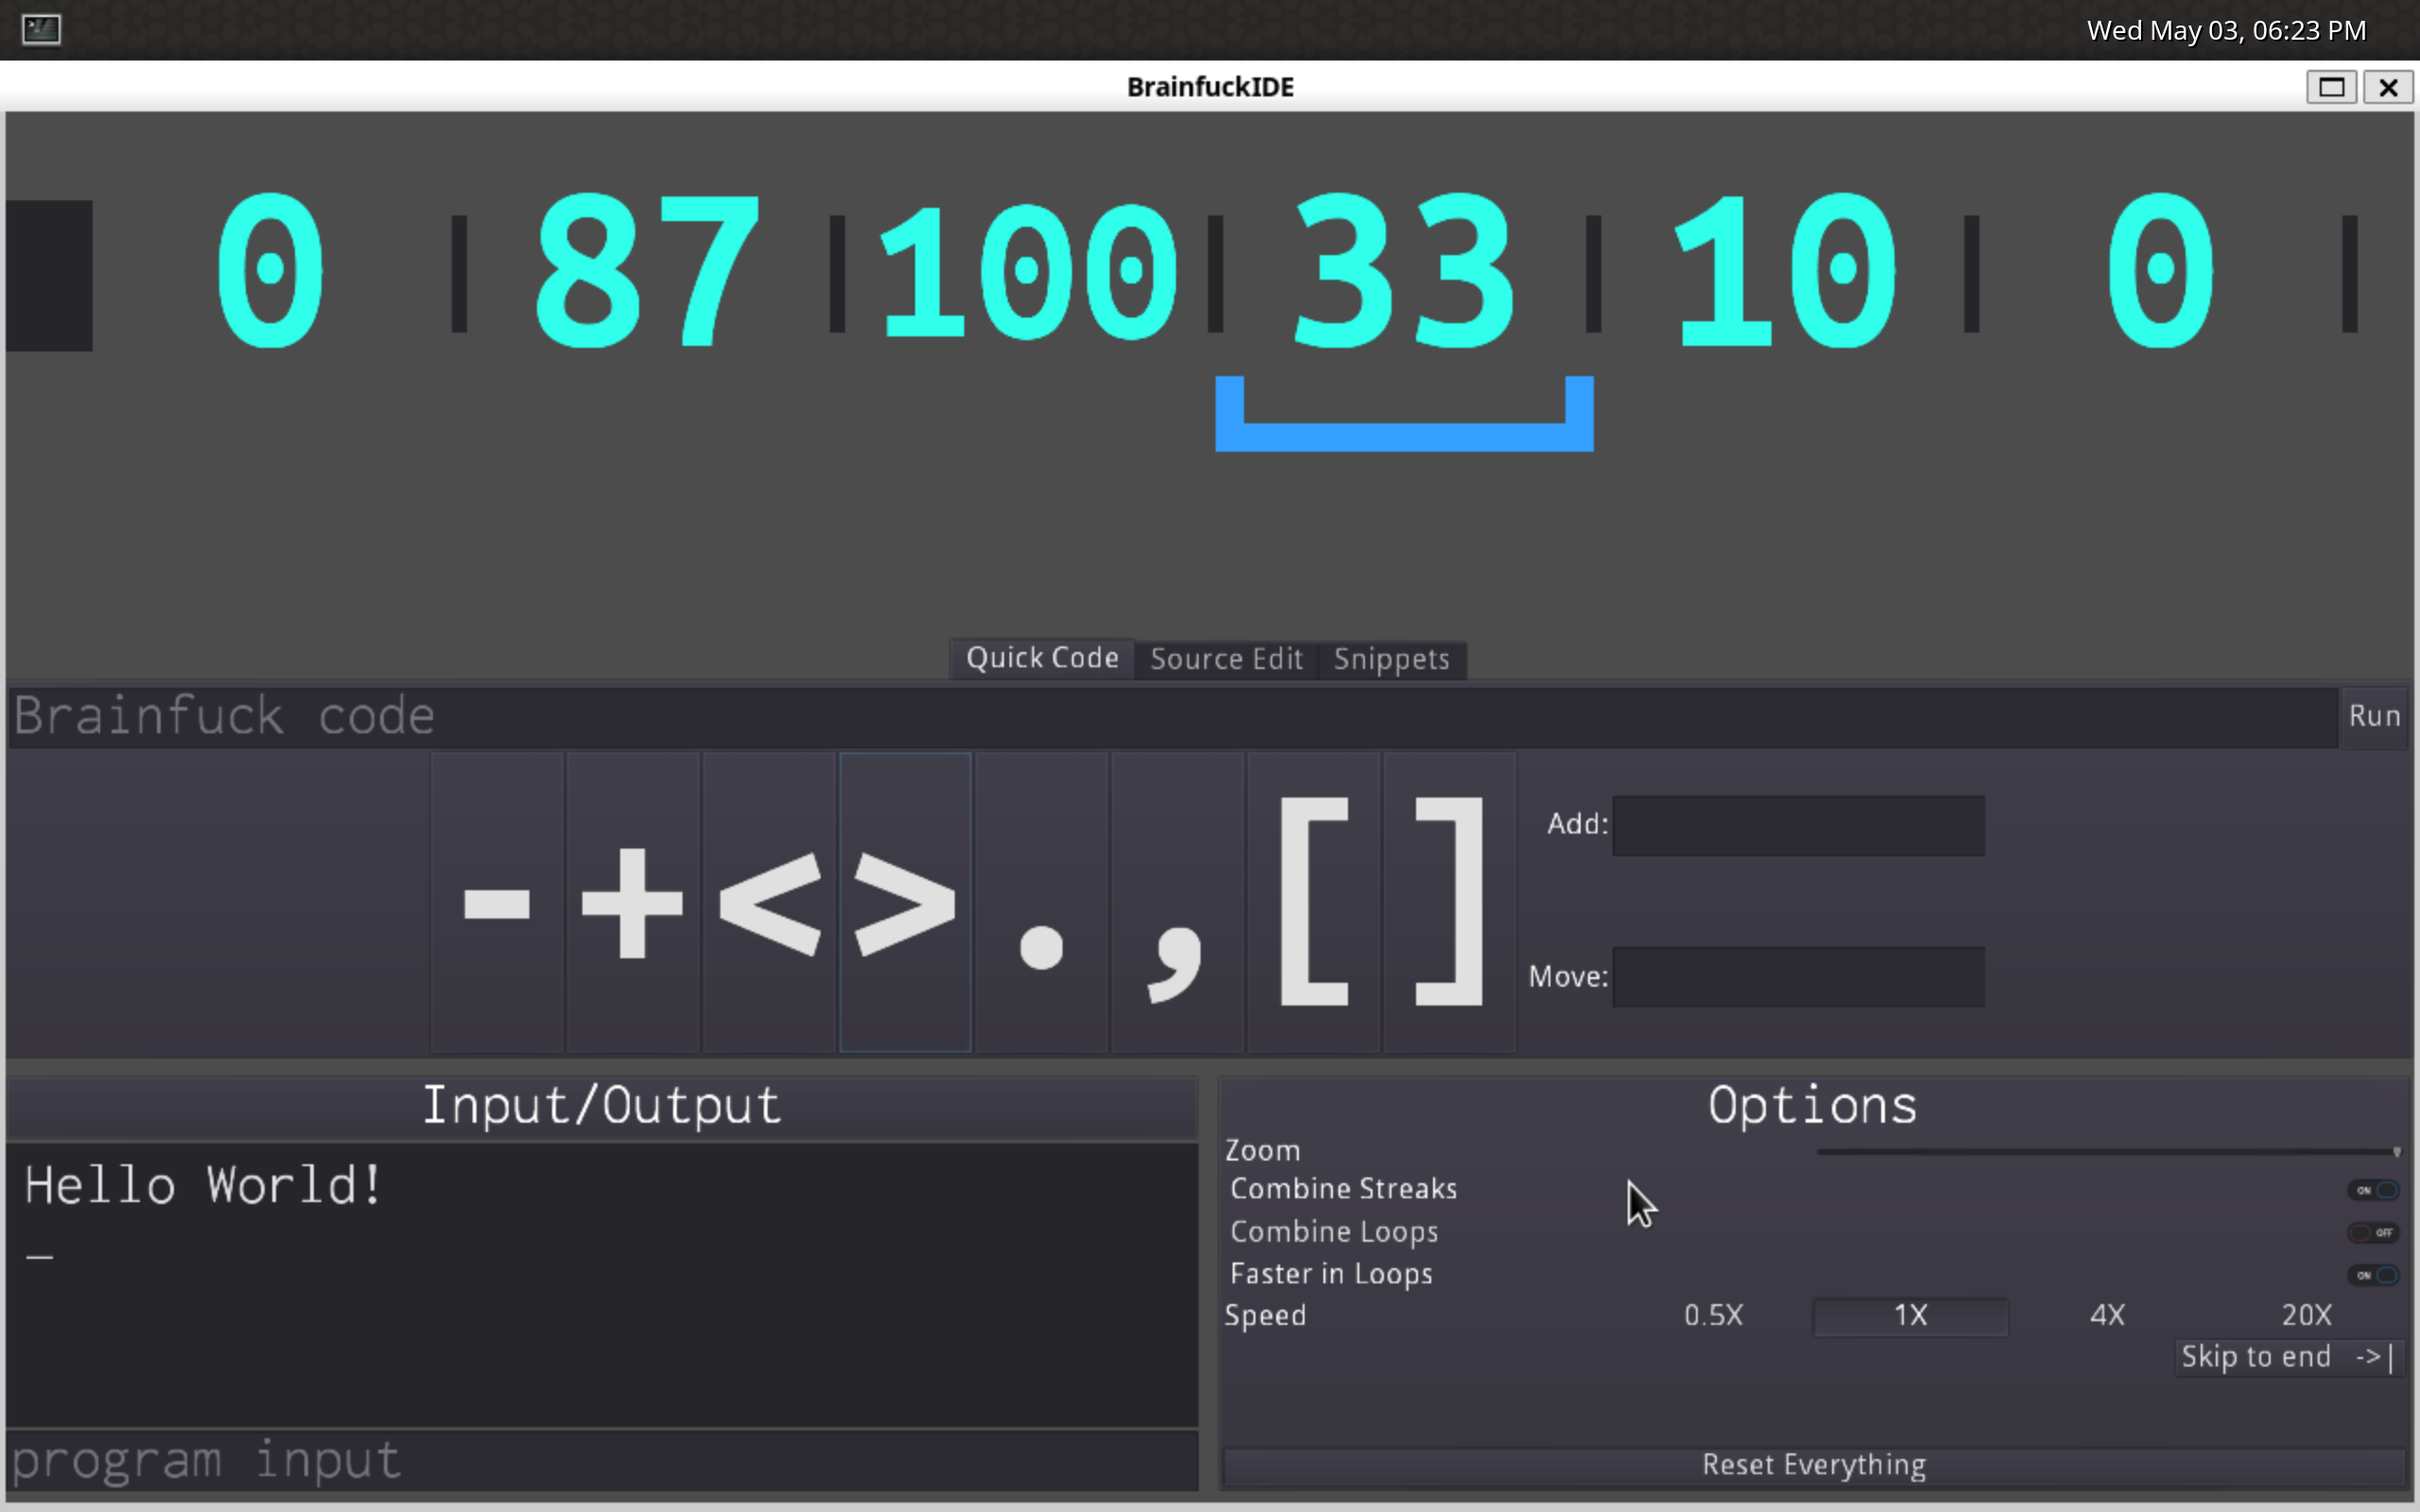 Wed May 03, 06:23 PM
BrainfuckIDE
0 87 100 33 10 0
Quick Code Source Edit Snippets
Brainfuck code Run
- + < > . , [ ]
Add:
Move:
Input/Output
Hello World!
_
program input
Options
Zoom
Combine Streaks ON
Combine Loops OFF
Faster in Loops ON
Speed 0.5X 1X 4X 20X
Skip to end ->|
Reset Everything